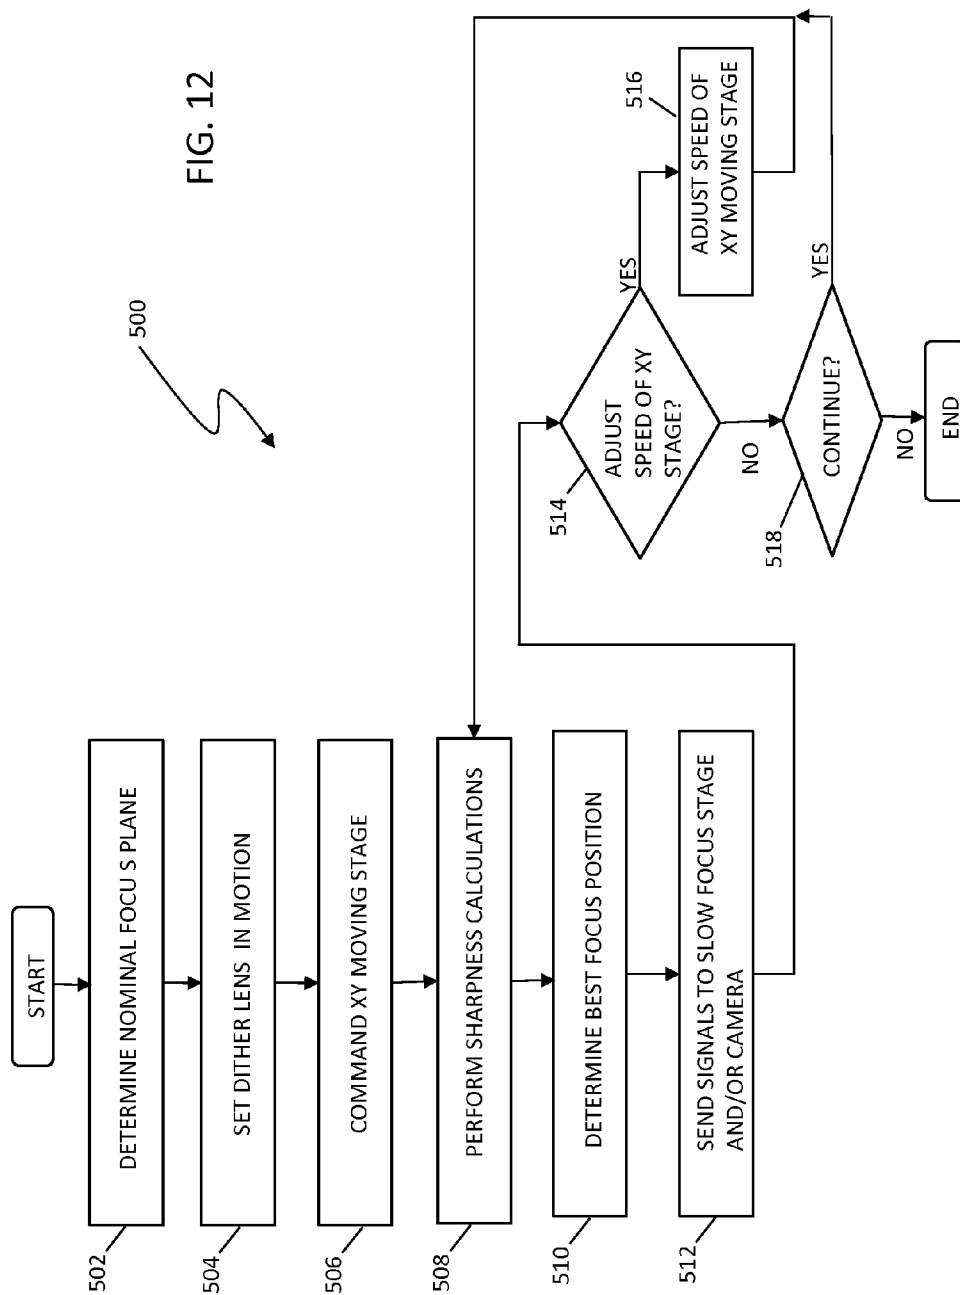 FIG. 12
500
START
502
DETERMINE NOMINAL FOCU S PLANE
504
SET DITHER LENS IN MOTION
506
COMMAND XY MOVING STAGE
508
PERFORM SHARPNESS CALCULATIONS
510
DETERMINE BEST FOCUS POSITION
512
SEND SIGNALS TO SLOW FOCUS STAGE
AND/OR CAMERA
514
ADJUST
SPEED OF XY
STAGE?
YES
NO
516
ADJUST SPEED OF
XY MOVING STAGE
518
CONTINUE?
YES
NO
END